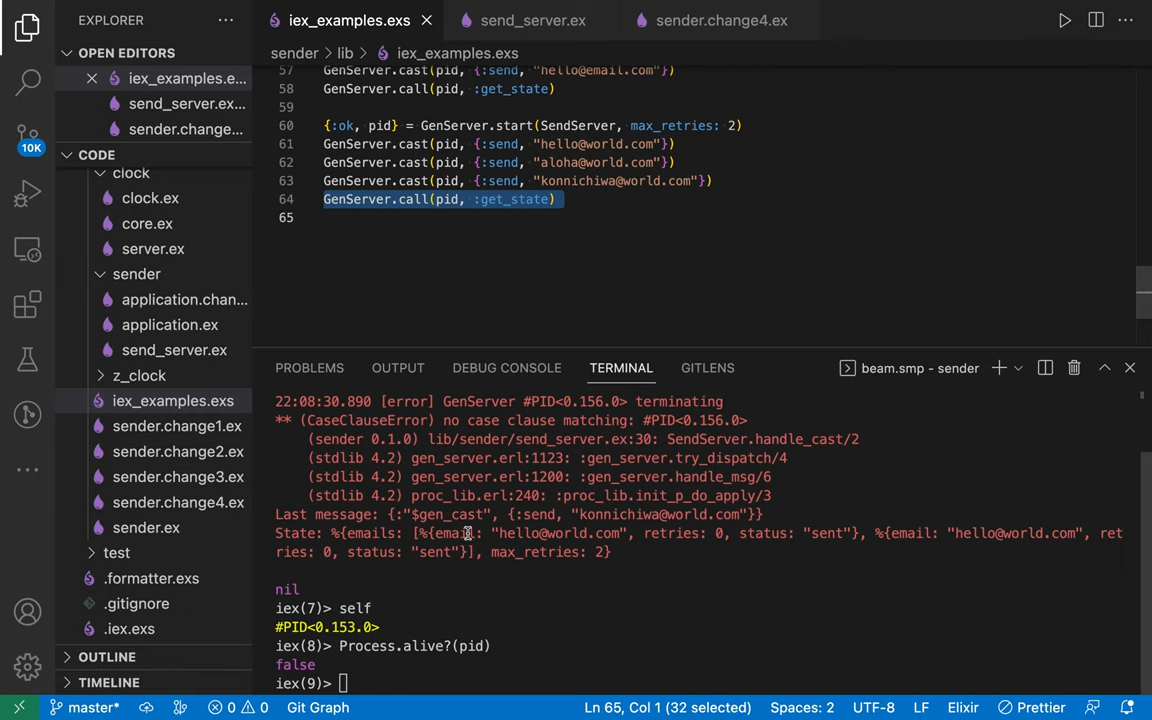 EXPLORER
iex_examples.exs
send_server.ex
sender.change4.ex
OPEN EDITORS
sender > lib > iex_examples.exs
iex_examples.e...
send_server.ex...
sender.change...
10K
CODE
clock
clock.ex
core.ex
server.ex
sender
application.chan...
application.ex
send_server.ex
z_clock
iex_examples.exs
sender.change1.ex
sender.change2.ex
sender.change3.ex
sender.change4.ex
sender.ex
test
.formatter.exs
.gitignore
.iex.exs
OUTLINE
TIMELINE
57 GenServer.cast(pid, {:send, "hello@email.com"})
58 GenServer.call(pid, :get_state)
59
60 {:ok, pid} = GenServer.start(SendServer, max_retries: 2)
61 GenServer.cast(pid, {:send, "hello@world.com"})
62 GenServer.cast(pid, {:send, "aloha@world.com"})
63 GenServer.cast(pid, {:send, "konnichiwa@world.com"})
64 GenServer.call(pid, :get_state)
65
PROBLEMS OUTPUT DEBUG CONSOLE TERMINAL GITLENS beam.smp - sender
22:08:30.890 [error] GenServer #PID<0.156.0> terminating
** (CaseClauseError) no case clause matching: #PID<0.156.0>
(sender 0.1.0) lib/sender/send_server.ex:30: SendServer.handle_cast/2
(stdlib 4.2) gen_server.erl:1123: :gen_server.try_dispatch/4
(stdlib 4.2) gen_server.erl:1200: :gen_server.handle_msg/6
(stdlib 4.2) proc_lib.erl:240: :proc_lib.init_p_do_apply/3
Last message: {:"$gen_cast", {:send, "konnichiwa@world.com"}}
State: %{emails: [%{email: "hello@world.com", retries: 0, status: "sent"}, %{email: "hello@world.com", ret
ries: 0, status: "sent"}], max_retries: 2}
nil
iex(7)> self
#PID<0.153.0>
iex(8)> Process.alive?(pid)
false
iex(9)>
master* 0 0 Git Graph Ln 65, Col 1 (32 selected) Spaces: 2 UTF-8 LF Elixir Prettier